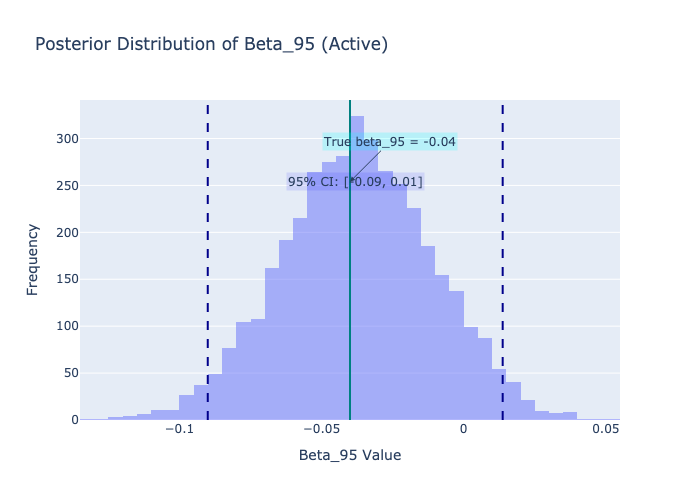 Posterior Distribution of Beta_95 (Active)
300
True beta_95 = -0.04
95% CI: [-0.09, 0.01]
250
200
Frequency
150
100
50
0
−0.1
−0.05
0
0.05
Beta_95 Value